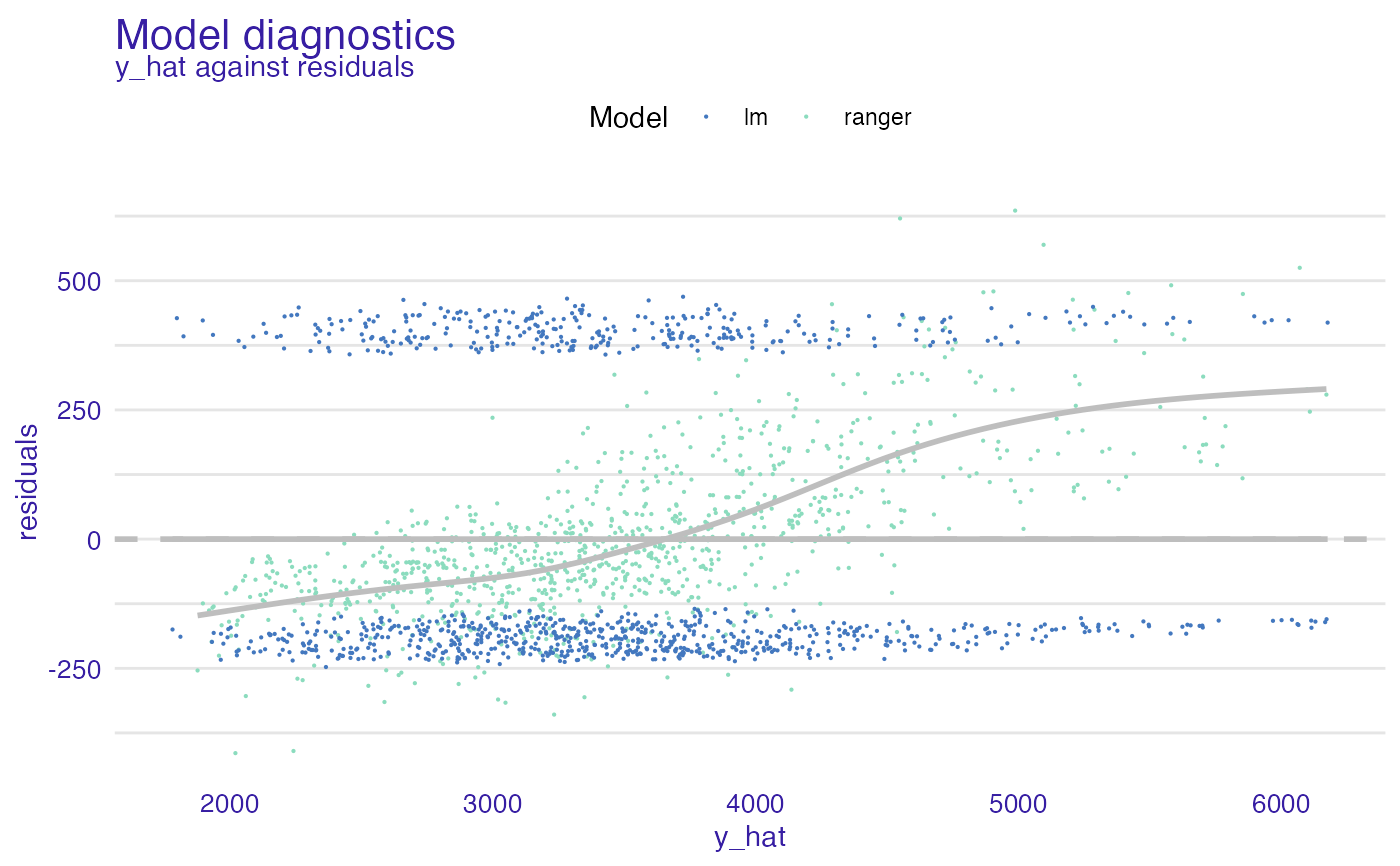 Model diagnostics
y_hat against residuals
Model lm ranger
500
250
0
-250
residuals
2000 3000 4000 5000 6000
y_hat